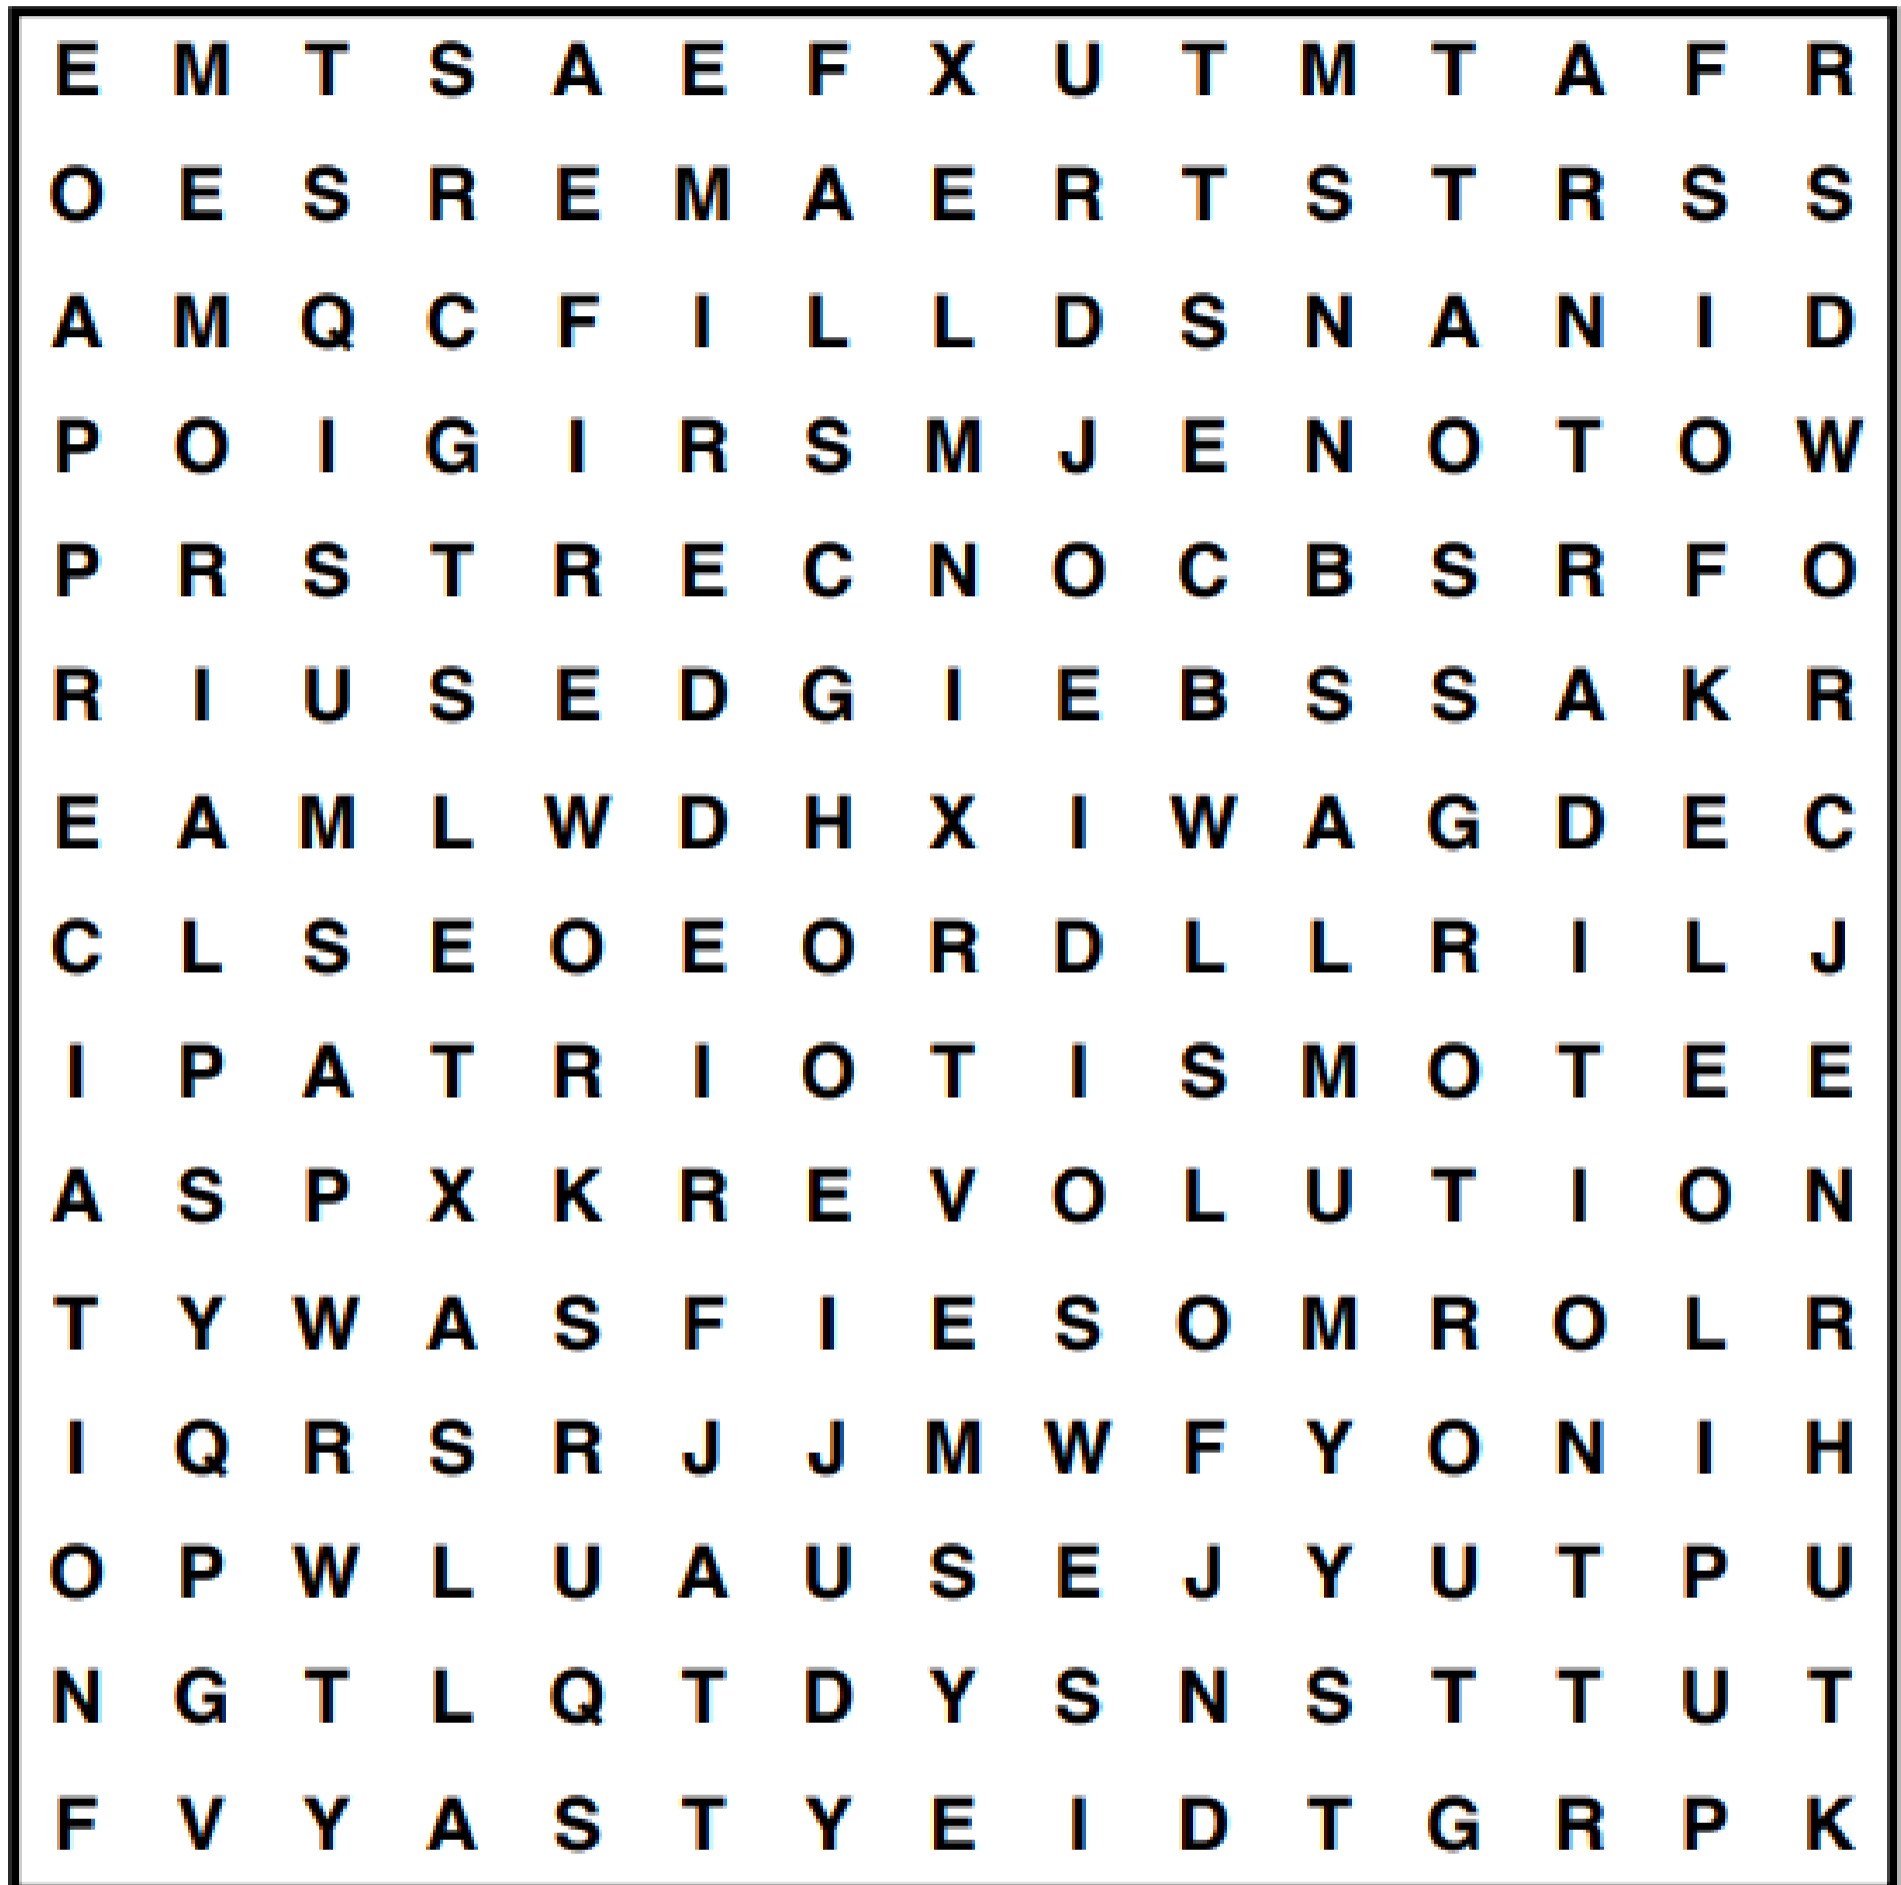 E M T S A E F X U T M T A F R
O E S R E M A E R T S T R S S
A M Q C F I L L D S N A N I D
P O I G I R S M J E N O T O W
P R S T R E C N O C B S R F O
R I U S E D G I E B S S A K R
E A M L W D H X I W A G D E C
C L S E O E O R D L L R I L J
I P A T R I O T I S M O T E E
A S P X K R E V O L U T I O N
T Y W A S F I E S O M R O L R
I Q R S R J J M W F Y O N I H
O P W L U A U S E J Y U T P U
N G T L Q T D Y S N S T T U T
F V Y A S T Y E I D T G R P K